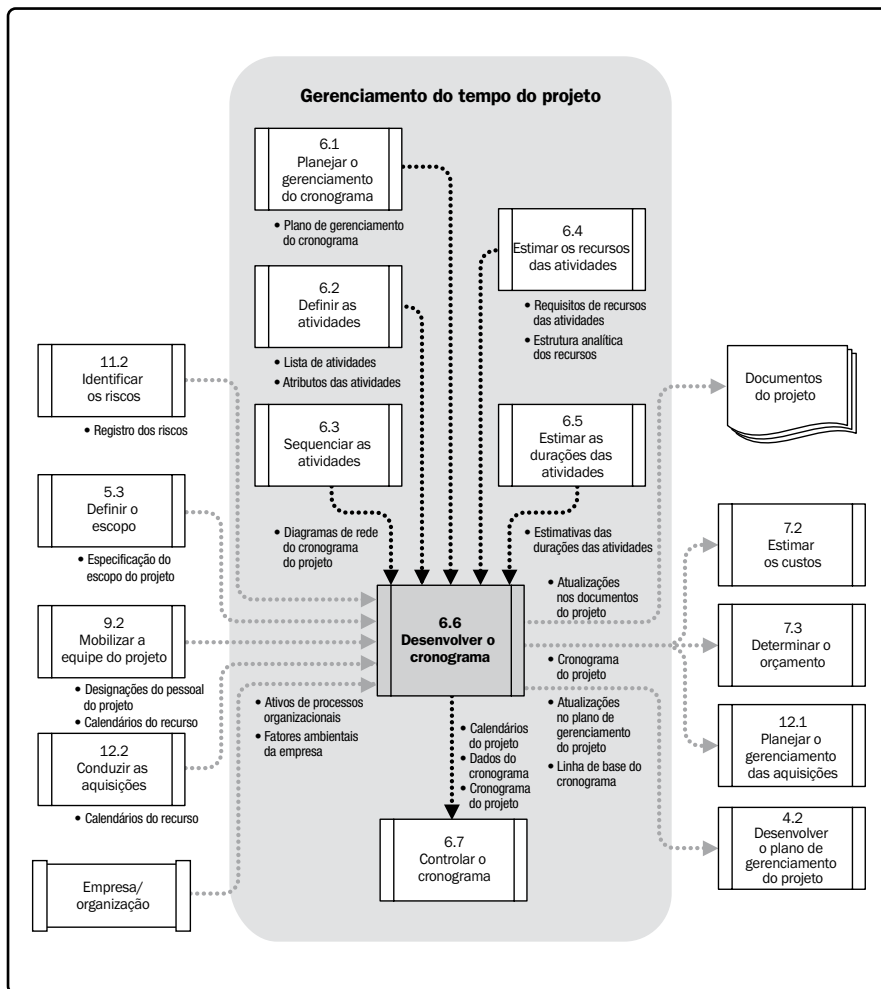 Gerenciamento do tempo do projeto
6.1
Planejar o
gerenciamento
do cronograma
• Plano de gerenciamento
do cronograma
6.4
Estimar os recursos
das atividades
• Requisitos de recursos
das atividades
• Estrutura analítica
dos recursos
6.2
Definir as
atividades
• Lista de atividades
• Atributos das atividades
11.2
Identificar
os riscos
• Registro dos riscos
Documentos
do projeto
6.3
Sequenciar as
atividades
• Diagramas de rede
do cronograma
do projeto
6.5
Estimar as
durações das
atividades
• Estimativas das
durações das atividades
5.3
Definir o
escopo
• Especificação do
escopo do projeto
7.2
Estimar
os custos
• Atualizações
nos documentos
do projeto
6.6
Desenvolver o
cronograma
9.2
Mobilizar a
equipe do projeto
• Designações do pessoal
do projeto
• Calendários do recurso
7.3
Determinar o
orçamento
• Cronograma
do projeto
• Ativos de processos
organizacionais
• Fatores ambientais
da empresa
• Atualizações
no plano de
gerenciamento
do projeto
• Linha de base do
cronograma
• Calendários
do projeto
• Dados do
cronograma
• Cronograma
do projeto
12.2
Conduzir as
aquisições
• Calendários do recurso
12.1
Planejar o
gerenciamento
das aquisições
6.7
Controlar o
cronograma
4.2
Desenvolver
o plano de
gerenciamento
do projeto
Empresa/
organização